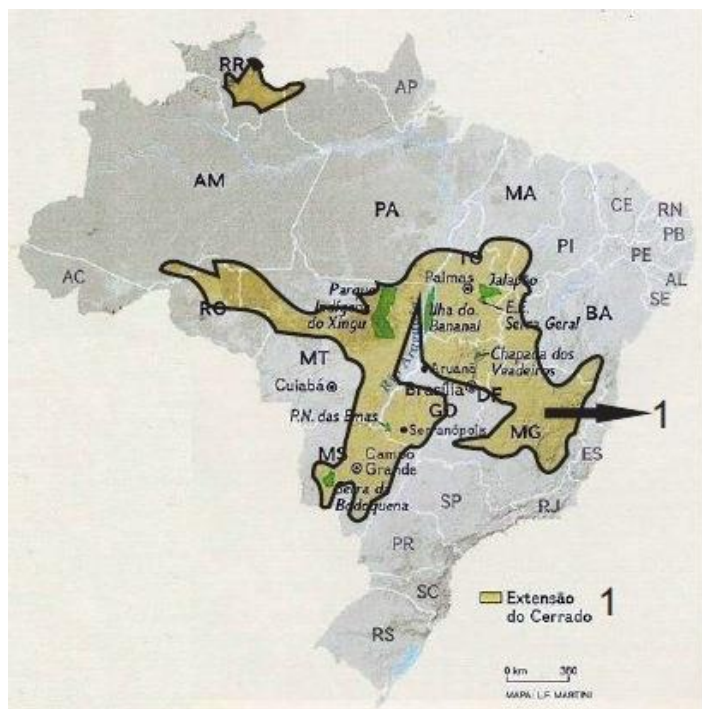 RR
AP
AM
PA
MA
CE
RN
PB
PI
PE
AL
SE
AC
TO
Palmas
Jalapão
Parque
Indígena
do Xingu
Ilha do
Bananal
E.E.
Serra Geral
BA
RO
MT
Rio Araguaia
Chapada dos
Veadeiros
Aruanã
Cuiabá
Brasília
DF
GO
P.N. das Emas
Serranópolis
MG
1
MS
Campo
Grande
ES
Serra da
Bodoquena
SP
RJ
PR
SC
RS
Extensão
do Cerrado
1
0 km 380
MAPA: L.F. MARTINI